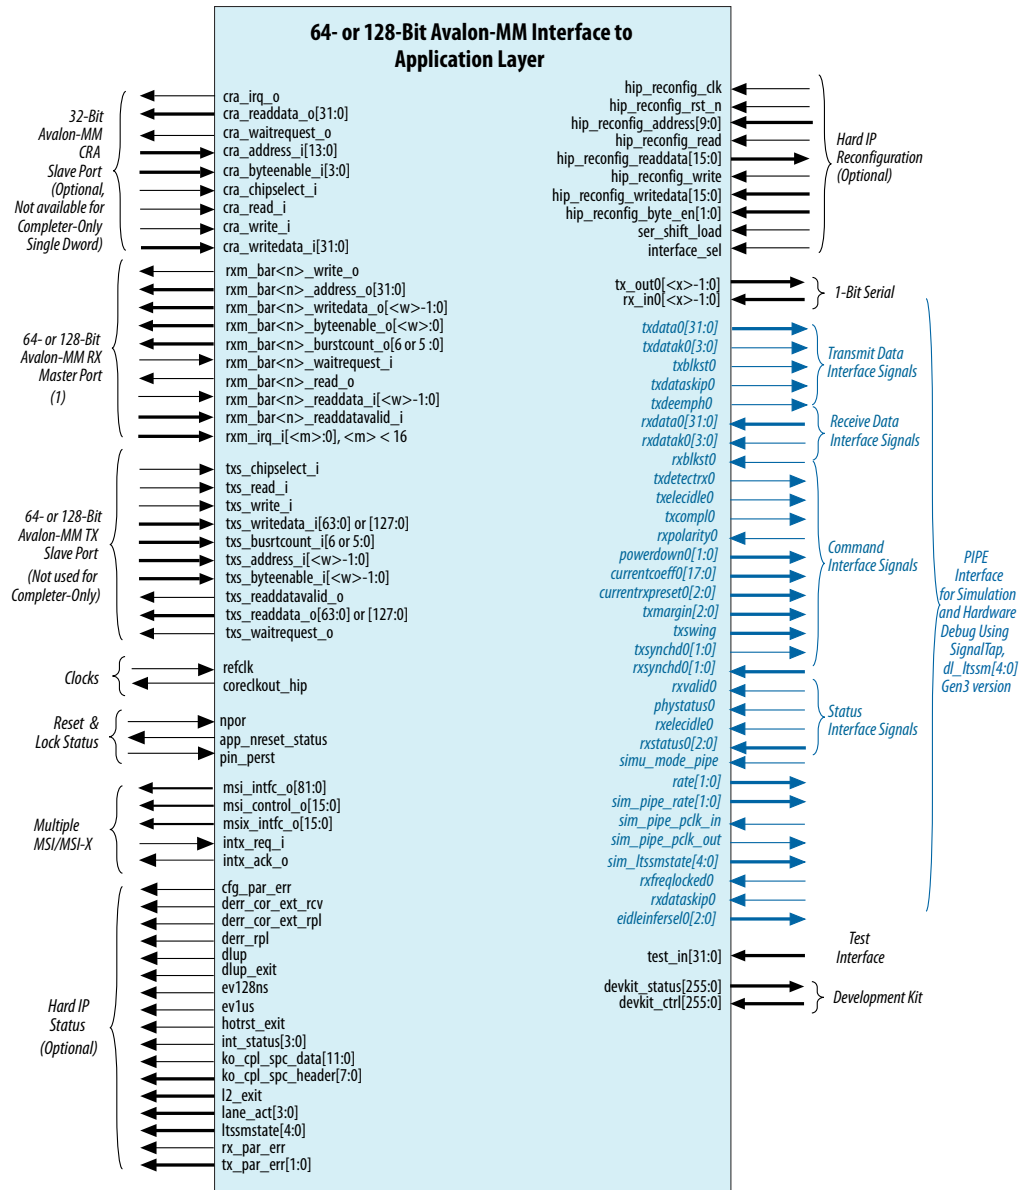 64- or 128-Bit Avalon-MM Interface to
Application Layer
32-Bit
Avalon-MM
CRA
Slave Port
(Optional,
Not available for
Completer-Only
Single Dword)
cra_irq_o
cra_readdata_o[31:0]
cra_waitrequest_o
cra_address_i[13:0]
cra_byteenable_i[3:0]
cra_chipselect_i
cra_read_i
cra_write_i
cra_writedata_i[31:0]
64- or 128-Bit
Avalon-MM RX
Master Port
(1)
rxm_bar<n>_write_o
rxm_bar<n>_address_o[31:0]
rxm_bar<n>_writedata_o[<w>-1:0]
rxm_bar<n>_byteenable_o[<w>:0]
rxm_bar<n>_burstcount_o[6 or 5 :0]
rxm_bar<n>_waitrequest_i
rxm_bar<n>_read_o
rxm_bar<n>_readdata_i[<w>-1:0]
rxm_bar<n>_readdatavalid_i
rxm_irq_i[<m>:0], <m> < 16
64- or 128-Bit
Avalon-MM TX
Slave Port
(Not used for
Completer-Only)
txs_chipselect_i
txs_read_i
txs_write_i
txs_writedata_i[63:0] or [127:0]
txs_busrtcount_i[6 or 5:0]
txs_address_i[<w>-1:0]
txs_byteenable_i[<w>-1:0]
txs_readdatavalid_o
txs_readdata_o[63:0] or [127:0]
txs_waitrequest_o
Clocks
refclk
coreclkout_hip
Reset &
Lock Status
npor
app_nreset_status
pin_perst
Multiple
MSI/MSI-X
msi_intfc_o[81:0]
msi_control_o[15:0]
msix_intfc_o[15:0]
intx_req_i
intx_ack_o
Hard IP
Status
(Optional)
cfg_par_err
derr_cor_ext_rcv
derr_cor_ext_rpl
derr_rpl
dlup
dlup_exit
ev128ns
ev1us
hotrst_exit
int_status[3:0]
ko_cpl_spc_data[11:0]
ko_cpl_spc_header[7:0]
l2_exit
lane_act[3:0]
ltssmstate[4:0]
rx_par_err
tx_par_err[1:0]
hip_reconfig_clk
hip_reconfig_rst_n
hip_reconfig_address[9:0]
hip_reconfig_read
hip_reconfig_readdata[15:0]
hip_reconfig_write
hip_reconfig_writedata[15:0]
hip_reconfig_byte_en[1:0]
ser_shift_load
interface_sel
Hard IP
Reconfiguration
(Optional)
tx_out0[<x>-1:0]
rx_in0[<x>-1:0]
1-Bit Serial
txdata0[31:0]
txdatak0[3:0]
txblkst0
txdataskip0
txdeemph0
Transmit Data
Interface Signals
rxdata0[31:0]
rxdatak0[3:0]
rxblkst0
Receive Data
Interface Signals
txdetectrx0
txelecidle0
txcompl0
rxpolarity0
powerdown0[1:0]
currentcoeff0[17:0]
currentrxpreset0[2:0]
txmargin[2:0]
txswing
txsynchd0[1:0]
rxsynchd0[1:0]
Command
Interface Signals
rxvalid0
phystatus0
rxelecidle0
rxstatus0[2:0]
Status
Interface Signals
simu_mode_pipe
rate[1:0]
sim_pipe_rate[1:0]
sim_pipe_pclk_in
sim_pipe_pclk_out
sim_ltssmstate[4:0]
rxfreqlocked0
rxdataskip0
eidleinfersel0[2:0]
PIPE
Interface
for Simulation
and Hardware
Debug Using
SignalTap,
dl_ltssm[4:0]
Gen3 version
test_in[31:0]
Test
Interface
devkit_status[255:0]
devkit_ctrl[255:0]
Development Kit